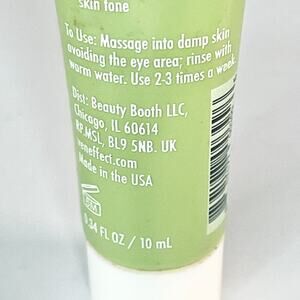 skin tone
To Use: Massage into damp skin
avoiding the eye area; rinse with
warm water. Use 2-3 times a week.
Dist: Beauty Booth LLC,
Chicago, IL 60614
RP.MSL, BL9 5NB. UK
veneffect.com
Made in the USA
0.34 FL OZ / 10 mL